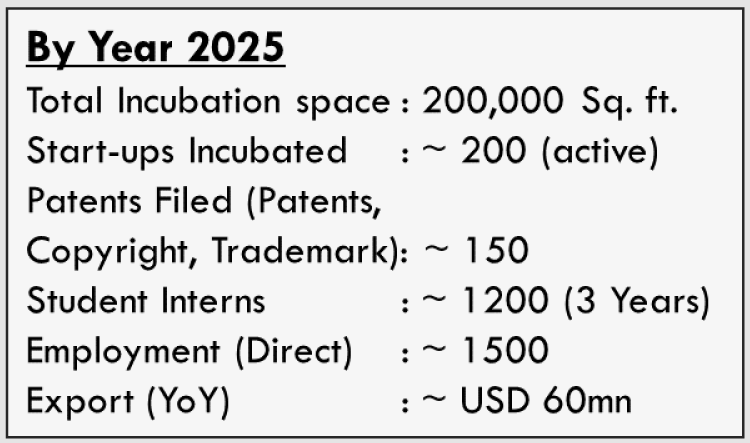 By Year 2025
Total Incubation space : 200,000 Sq. ft.
Start-ups Incubated : ~ 200 (active)
Patents Filed (Patents,
Copyright, Trademark): ~ 150
Student Interns : ~ 1200 (3 Years)
Employment (Direct) : ~ 1500
Export (YoY) : ~ USD 60mn